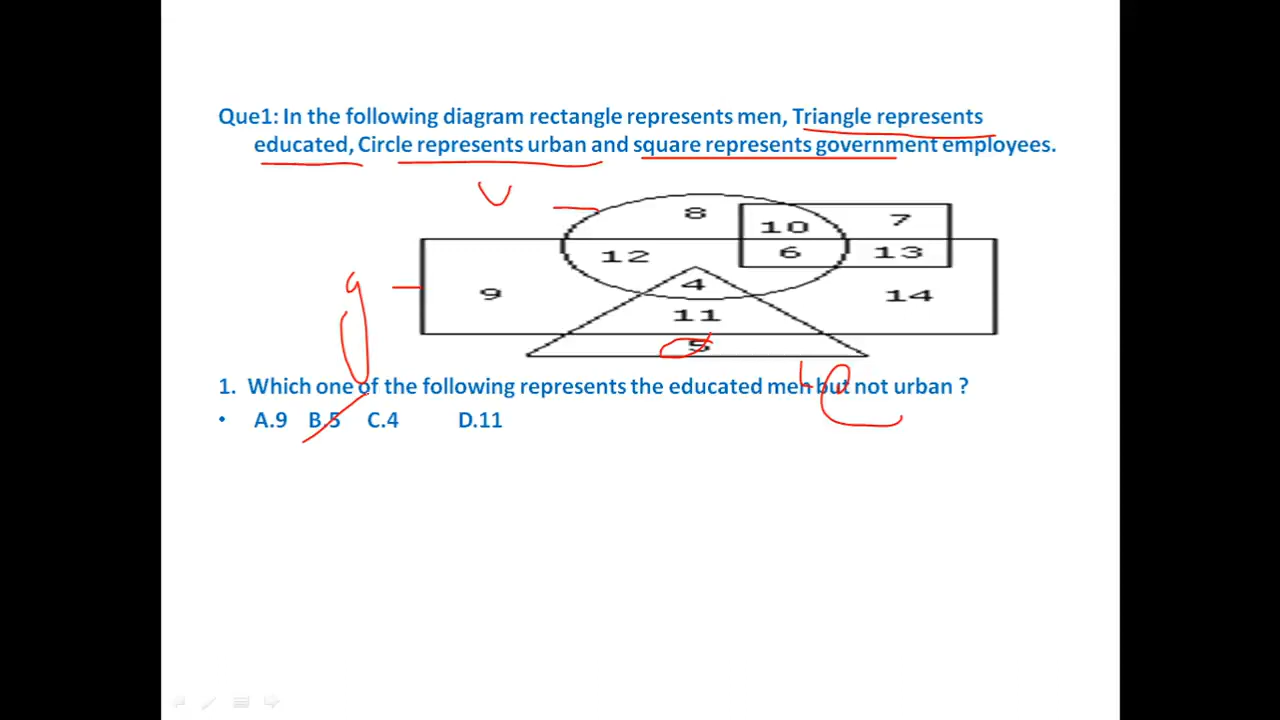 Que1: In the following diagram rectangle represents men, Triangle represents
educated, Circle represents urban and square represents government employees.
8
10
7
12
6
13
4
9
14
11
5
1. Which one of the following represents the educated men but not urban ?
• A.9 B.5 C.4 D.11